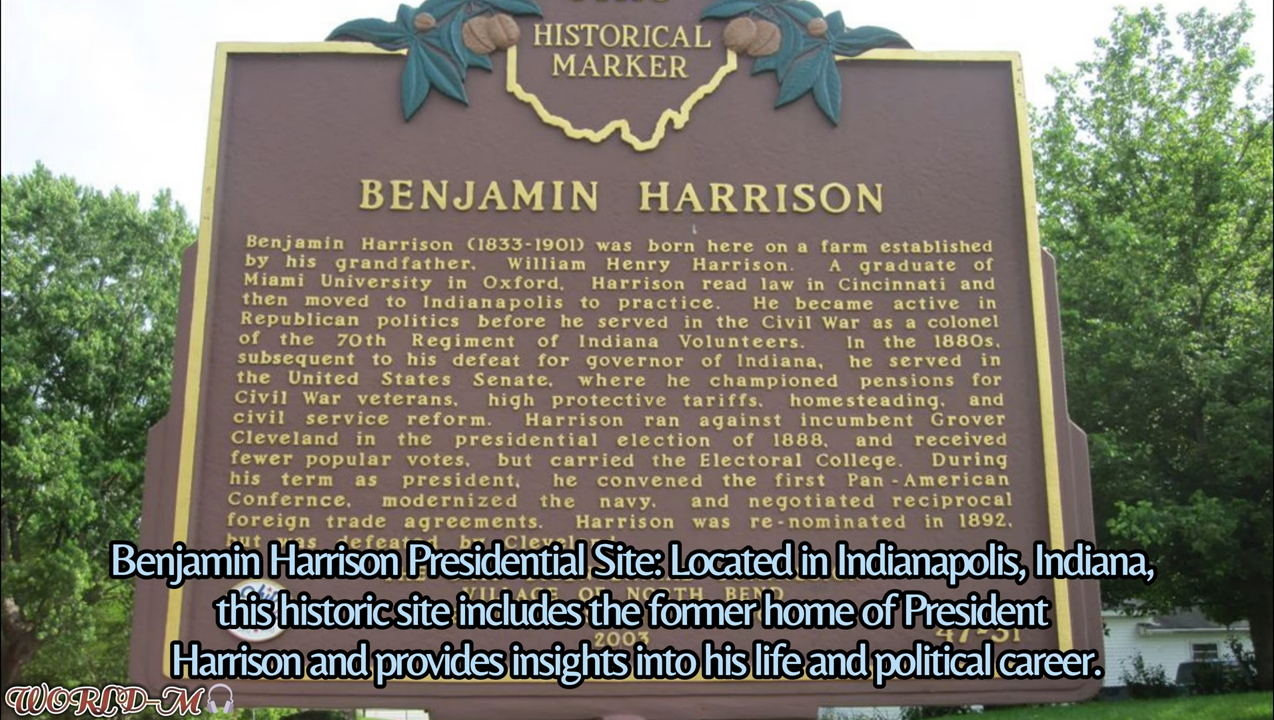 HISTORICAL
MARKER
BENJAMIN HARRISON
Benjamin Harrison (1833-1901) was born here on a farm established
by his grandfather, William Henry Harrison. A graduate of
Miami University in Oxford, Harrison read law in Cincinnati and
then moved to Indianapolis to practice. He became active in
Republican politics before he served in the Civil War as a colonel
of the 70th Regiment of Indiana Volunteers. In the 1880s,
subsequent to his defeat for governor of Indiana, he served in
the United States Senate, where he championed pensions for
Civil War veterans, high protective tariffs, homesteading, and
civil service reform. Harrison ran against incumbent Grover
Cleveland in the presidential election of 1888, and received
fewer popular votes, but carried the Electoral College. During
his term as president, he convened the first Pan-American
Confernce, modernized the navy, and negotiated reciprocal
foreign trade agreements. Harrison was re-nominated in 1892,
but was defeated by Cleveland.
Benjamin Harrison Presidential Site: Located in Indianapolis, Indiana,
VILLAGE OF NORTH BEND
this historic site includes the former home of President
2003
47-31
Harrison and provides insights into his life and political career.
WORLD-M